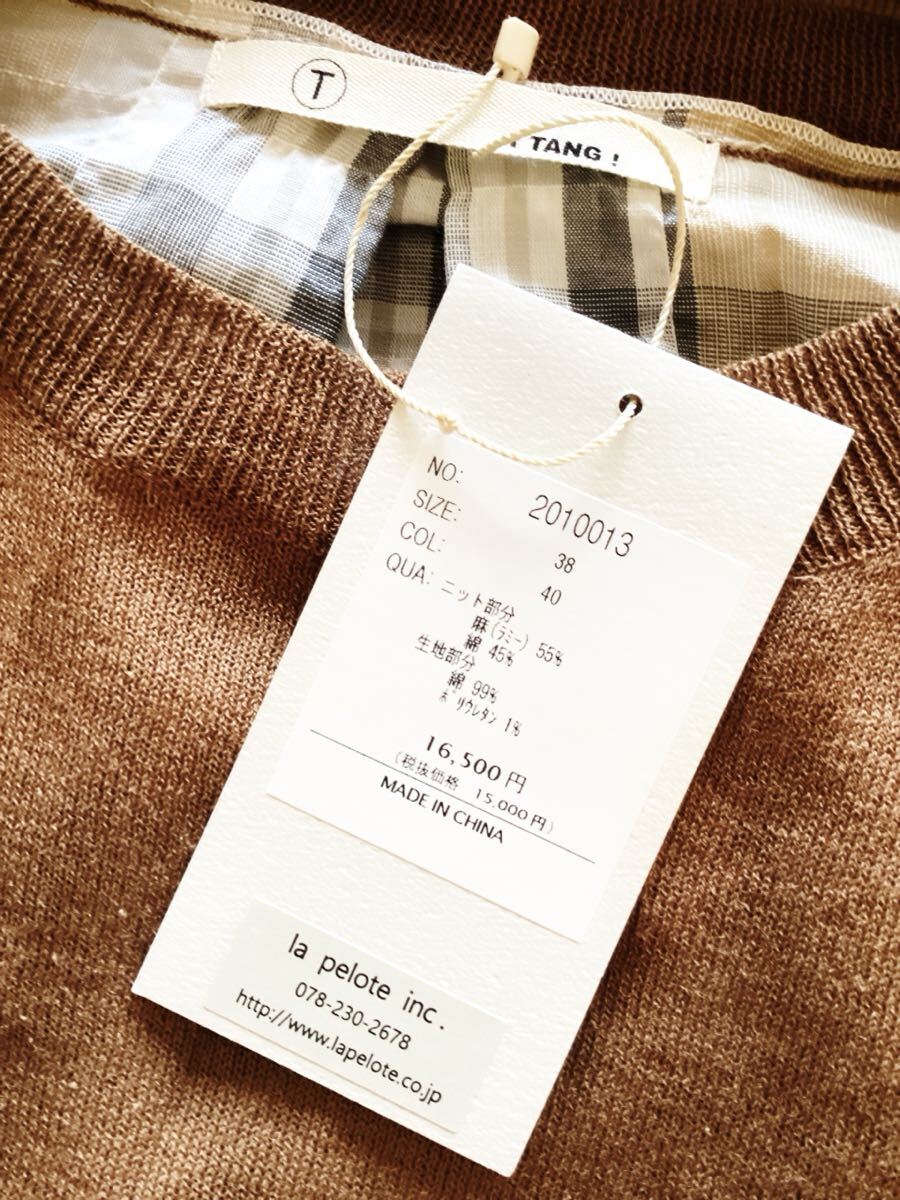 T
TANG !
NO: 2010013
SIZE: 38
COL: 40
QUA: ニット部分
麻(ラミー) 55%
綿 45%
生地部分
綿 99%
ポリウレタン 1%
16,500円
(税抜価格 15,000円)
MADE IN CHINA
la pelote inc.
078-230-2678
http://www.lapelote.co.jp